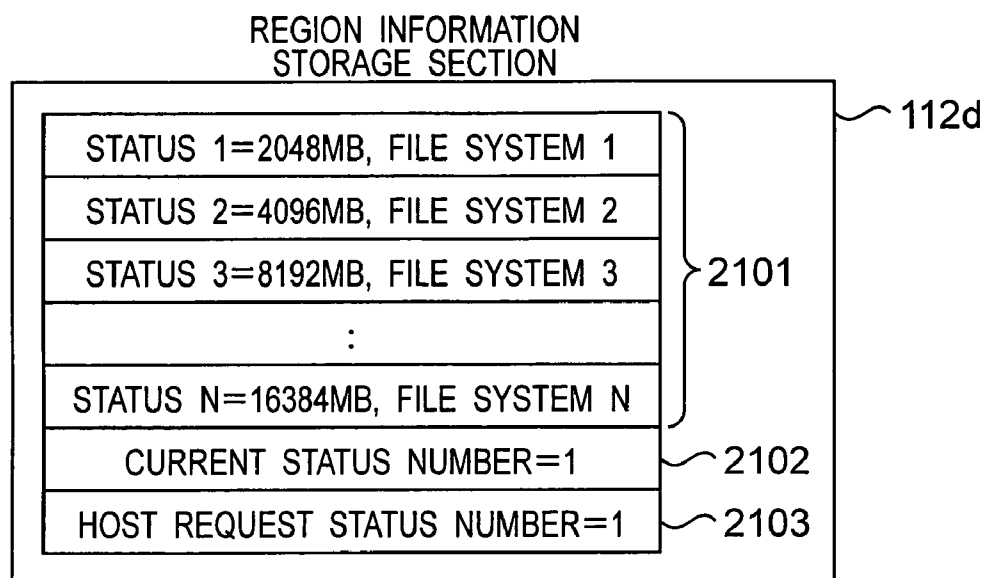 REGION INFORMATION
STORAGE SECTION
112d
STATUS 1=2048MB, FILE SYSTEM 1
STATUS 2=4096MB, FILE SYSTEM 2
STATUS 3=8192MB, FILE SYSTEM 3
:
STATUS N=16384MB, FILE SYSTEM N
2101
CURRENT STATUS NUMBER=1
2102
HOST REQUEST STATUS NUMBER=1
2103